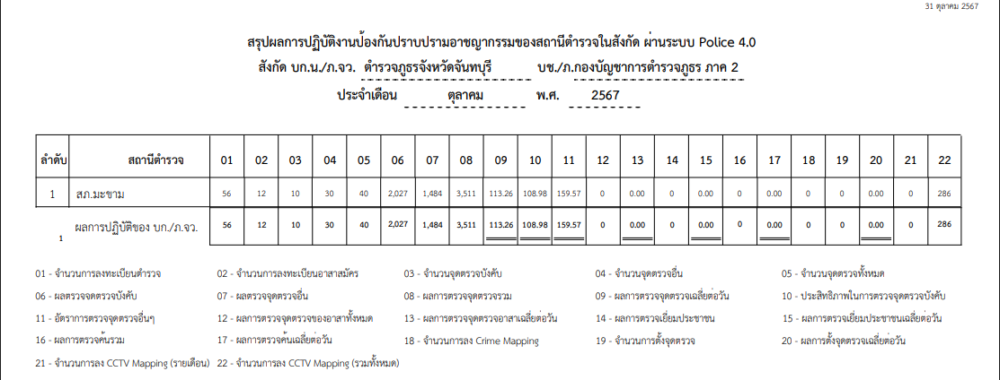 31 ตุลาคม 2567
สรุปผลการปฏิบัติงานป้องกันปราบปรามอาชญากรรมของสถานีตำรวจในสังกัด ผ่านระบบ Police 4.0
สังกัด บก.น./ภ.จว. ตำรวจภูธรจังหวัดจันทบุรี บช./ภ.กองบัญชาการตำรวจภูธร ภาค 2
ประจำเดือน ตุลาคม พ.ศ. 2567
ลำดับ สถานีตำรวจ 01 02 03 04 05 06 07 08 09 10 11 12 13 14 15 16 17 18 19 20 21 22
1 สภ.มะขาม 56 12 10 30 40 2,027 1,484 3,511 113.26 108.98 159.57 0 0.00 0 0.00 0 0.00 0 0 0.00 0 286
1 ผลการปฏิบัติของ บก./ภ.จว. 56 12 10 30 40 2,027 1,484 3,511 113.26 108.98 159.57 0 0.00 0 0.00 0 0.00 0 0 0.00 0 286
01 - จำนวนการลงทะเบียนตำรวจ 02 - จำนวนการลงทะเบียนอาสาสมัคร 03 - จำนวนจุดตรวจบังคับ 04 - จำนวนจุดตรวจอื่น 05 - จำนวนจุดตรวจทั้งหมด
06 - ผลตรวจจุดตรวจบังคับ 07 - ผลตรวจจุดตรวจอื่น 08 - ผลการตรวจจุดตรวจรวม 09 - ผลการตรวจจุดตรวจเฉลี่ยต่อวัน 10 - ประสิทธิภาพในการตรวจจุดตรวจบังคับ
11 - อัตราการตรวจจุดตรวจอื่นๆ 12 - ผลการตรวจจุดตรวจของอาสาทั้งหมด 13 - ผลการตรวจจุดตรวจอาสาเฉลี่ยต่อวัน 14 - ผลการตรวจเยี่ยมประชาชน 15 - ผลการตรวจเยี่ยมประชาชนเฉลี่ยต่อวัน
16 - ผลการตรวจค้นรวม 17 - ผลการตรวจค้นเฉลี่ยต่อวัน 18 - จำนวนการลง Crime Mapping 19 - จำนวนการตั้งจุดตรวจ 20 - ผลการตั้งจุดตรวจเฉลี่ยต่อวัน
21 - จำนวนการลง CCTV Mapping (รายเดือน) 22 - จำนวนการลง CCTV Mapping (รวมทั้งหมด)